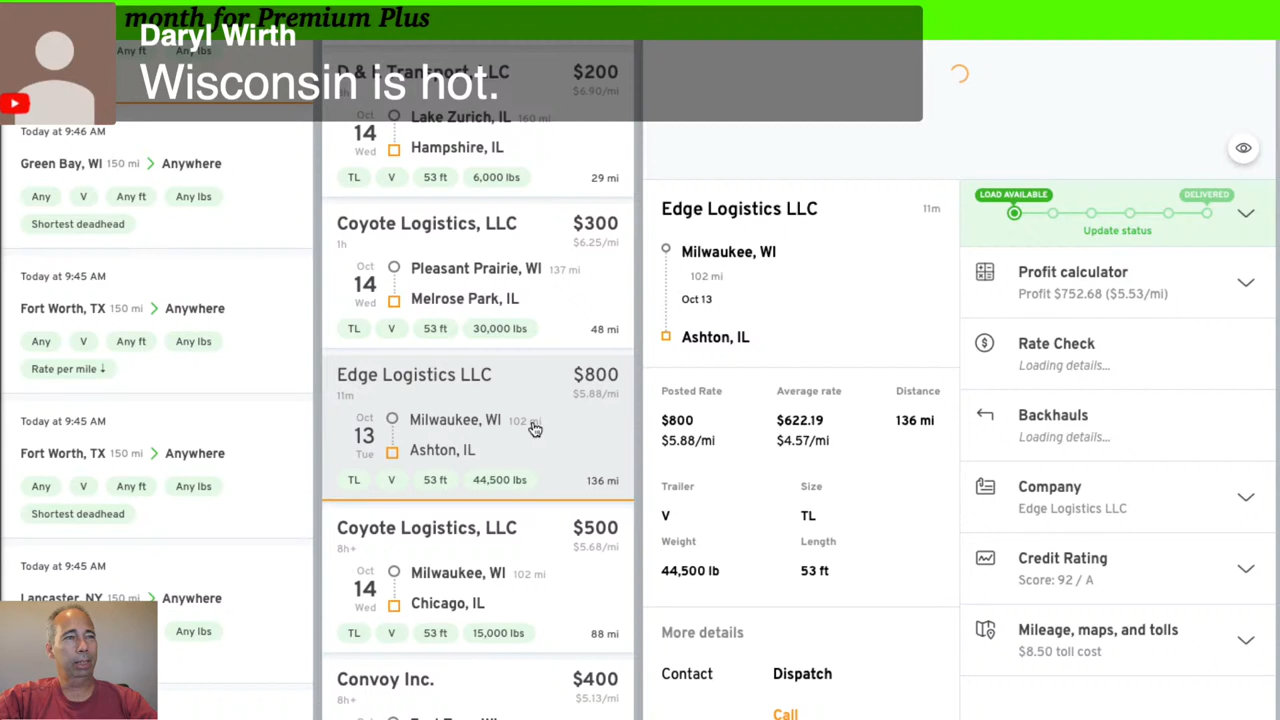 month for Premium Plus
Daryl Wirth
Wisconsin is hot.
Today at 9:46 AM
Green Bay, WI 150 mi Anywhere
Any V Any ft Any lbs
Shortest deadhead
Today at 9:45 AM
Fort Worth, TX 150 mi Anywhere
Any V Any ft Any lbs
Rate per mile ↓
Today at 9:45 AM
Fort Worth, TX 150 mi Anywhere
Any V Any ft Any lbs
Shortest deadhead
Today at 9:45 AM
Lancaster, NY 150 mi Anywhere
Any lbs
$200
$6.90/mi
Oct 14 Wed
Lake Zurich, IL 160 mi
Hampshire, IL
TL V 53 ft 6,000 lbs 29 mi
Coyote Logistics, LLC $300
1h $6.25/mi
Oct 14 Wed
Pleasant Prairie, WI 137 mi
Melrose Park, IL
TL V 53 ft 30,000 lbs 48 mi
Edge Logistics LLC $800
11m $5.88/mi
Oct 13 Tue
Milwaukee, WI 102 mi
Ashton, IL
TL V 53 ft 44,500 lbs 136 mi
Coyote Logistics, LLC $500
8h+ $5.68/mi
Oct 14 Wed
Milwaukee, WI 102 mi
Chicago, IL
TL V 53 ft 15,000 lbs 88 mi
Convoy Inc. $400
8h+ $5.13/mi
Edge Logistics LLC 11m
Milwaukee, WI
102 mi
Oct 13
Ashton, IL
Posted Rate Average rate Distance
$800 $622.19 136 mi
$5.88/mi $4.57/mi
Trailer Size
V TL
Weight Length
44,500 lb 53 ft
More details
Contact Dispatch
Call
LOAD AVAILABLE DELIVERED
Update status
Profit calculator
Profit $752.68 ($5.53/mi)
Rate Check
Loading details...
Backhauls
Loading details...
Company
Edge Logistics LLC
Credit Rating
Score: 92 / A
Mileage, maps, and tolls
$8.50 toll cost